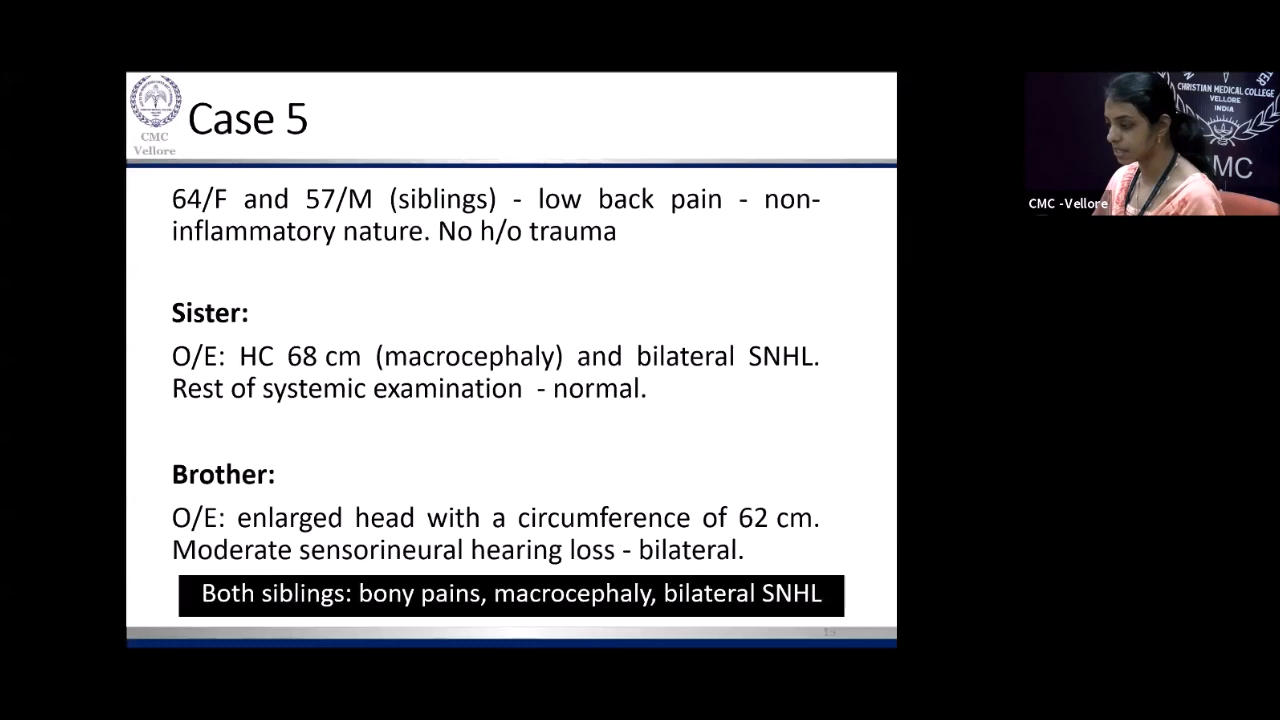 CMC
Vellore
Case 5
64/F and 57/M (siblings) - low back pain - non-
inflammatory nature. No h/o trauma
Sister:
O/E: HC 68 cm (macrocephaly) and bilateral SNHL.
Rest of systemic examination - normal.
Brother:
O/E: enlarged head with a circumference of 62 cm.
Moderate sensorineural hearing loss - bilateral.
Both siblings: bony pains, macrocephaly, bilateral SNHL
CHRISTIAN MEDICAL COLLEGE
VELLORE
INDIA
CMC
CMC -Vellore